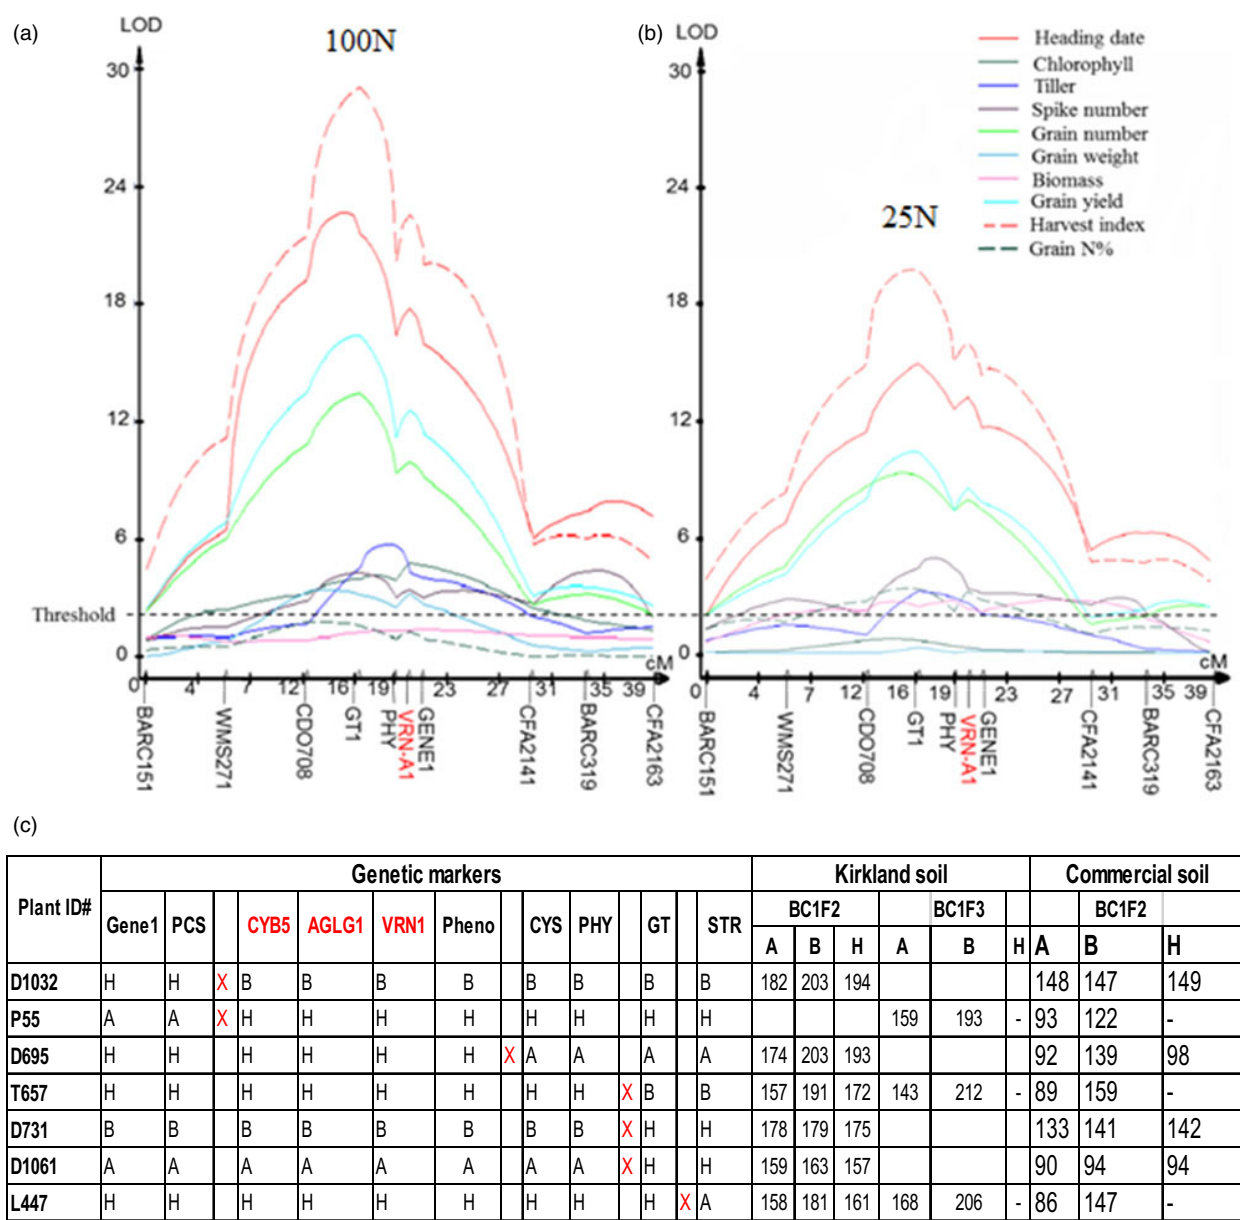 (a)
LOD
100N
30
24
18
12
6
Threshold
0
cM
0 4 7 12 16 19 23 27 31 35 39
BARC151
WMS271
CDO708
GT1
PHY
VRN-A1
GENE1
CFA2141
BARC319
CFA2163
(b)
LOD
25N
30
24
18
12
6
0
Heading date
Chlorophyll
Tiller
Spike number
Grain number
Grain weight
Biomass
Grain yield
Harvest index
Grain N%
cM
0 4 7 12 16 19 23 27 31 35 39
BARC151
WMS271
CDO708
GT1
PHY
VRN-A1
GENE1
CFA2141
BARC319
CFA2163
(c)
Plant ID# Genetic markers Kirkland soil Commercial soil
Gene1 PCS CYB5 AGLG1 VRN1 Pheno CYS PHY GT STR BC1F2 BC1F3 BC1F2
A B H A B H A B H
D1032 H H X B B B B B B B B 182 203 194 148 147 149
P55 A A X H H H H H H H H 159 193 - 93 122 -
D695 H H H H H H X A A A A 174 203 193 92 139 98
T657 H H H H H H H H X B B 157 191 172 143 212 - 89 159 -
D731 B B B B B B B B X H H 178 179 175 133 141 142
D1061 A A A A A A A A X H H 159 163 157 90 94 94
L447 H H H H H H H H H X A 158 181 161 168 206 - 86 147 -